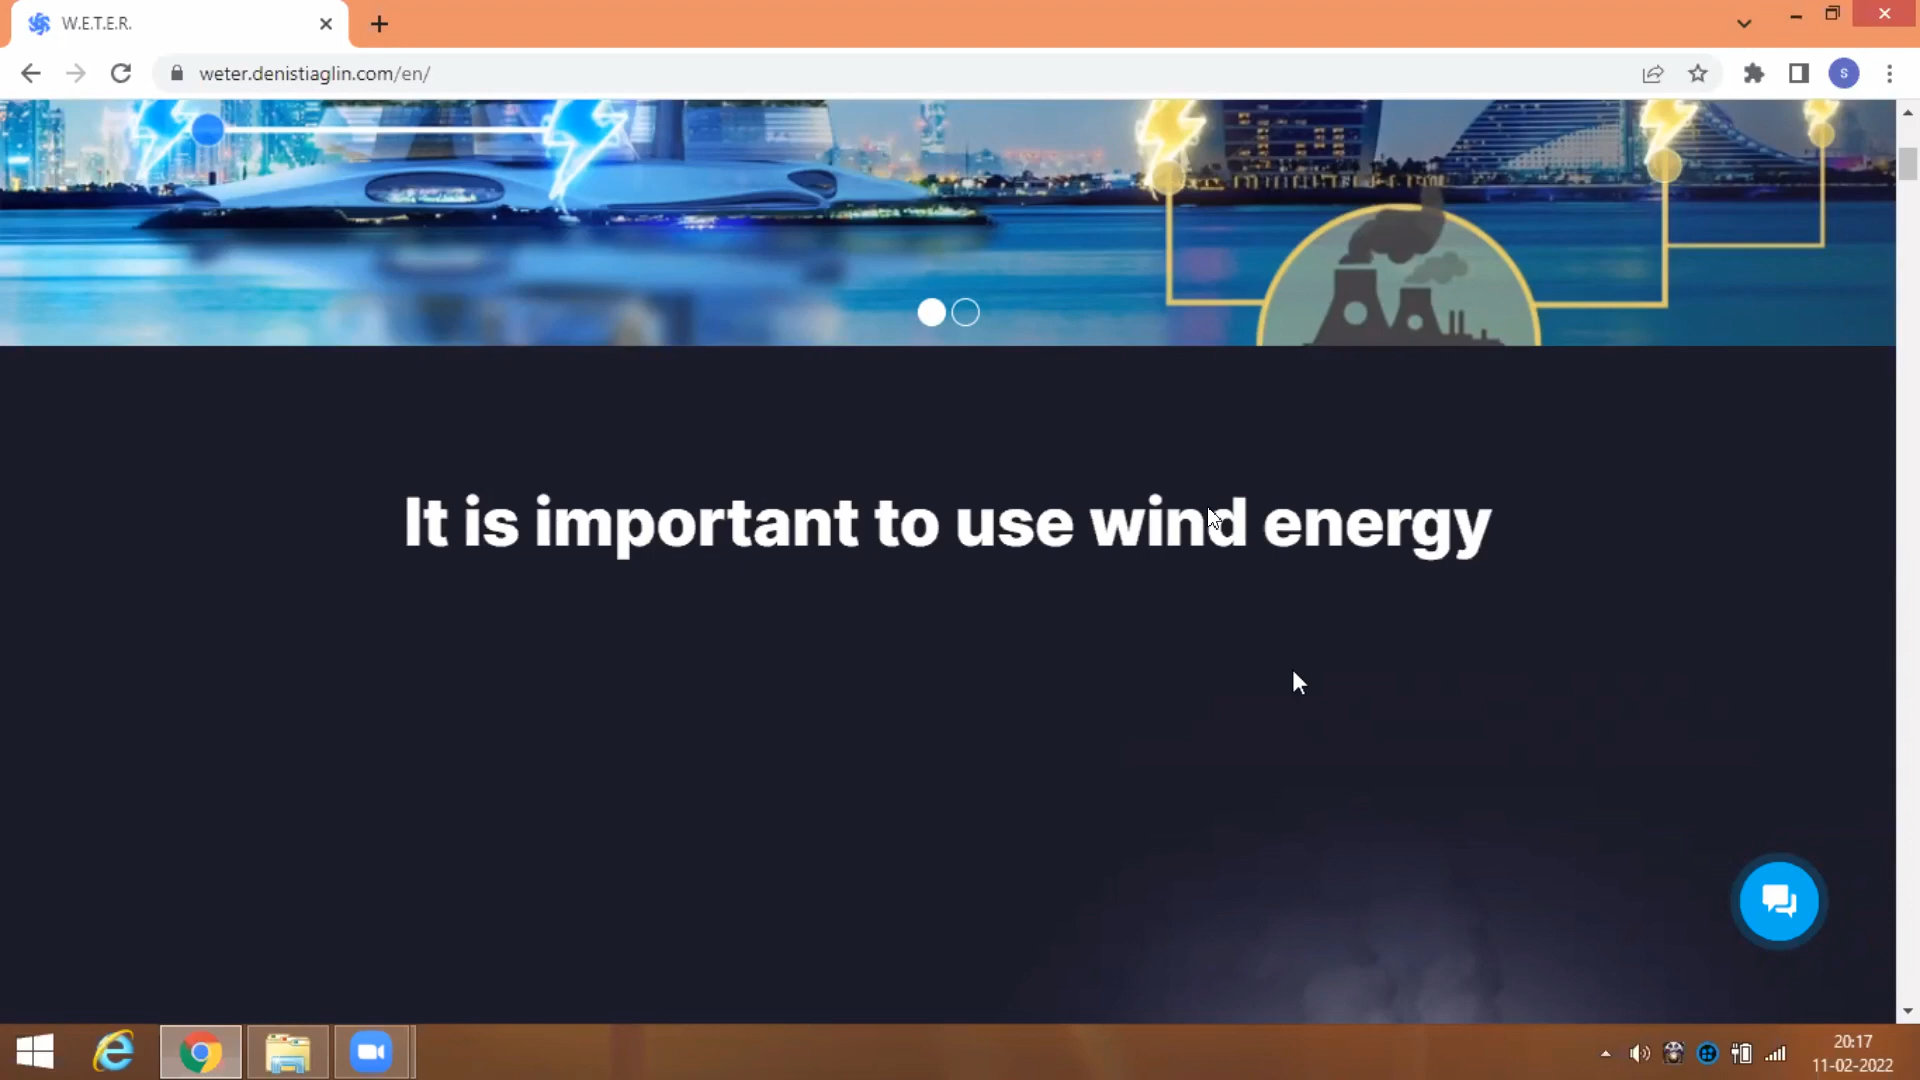 W.E.T.E.R.
weter.denistiaglin.com/en/
S
It is important to use wind energy
20:17
11-02-2022